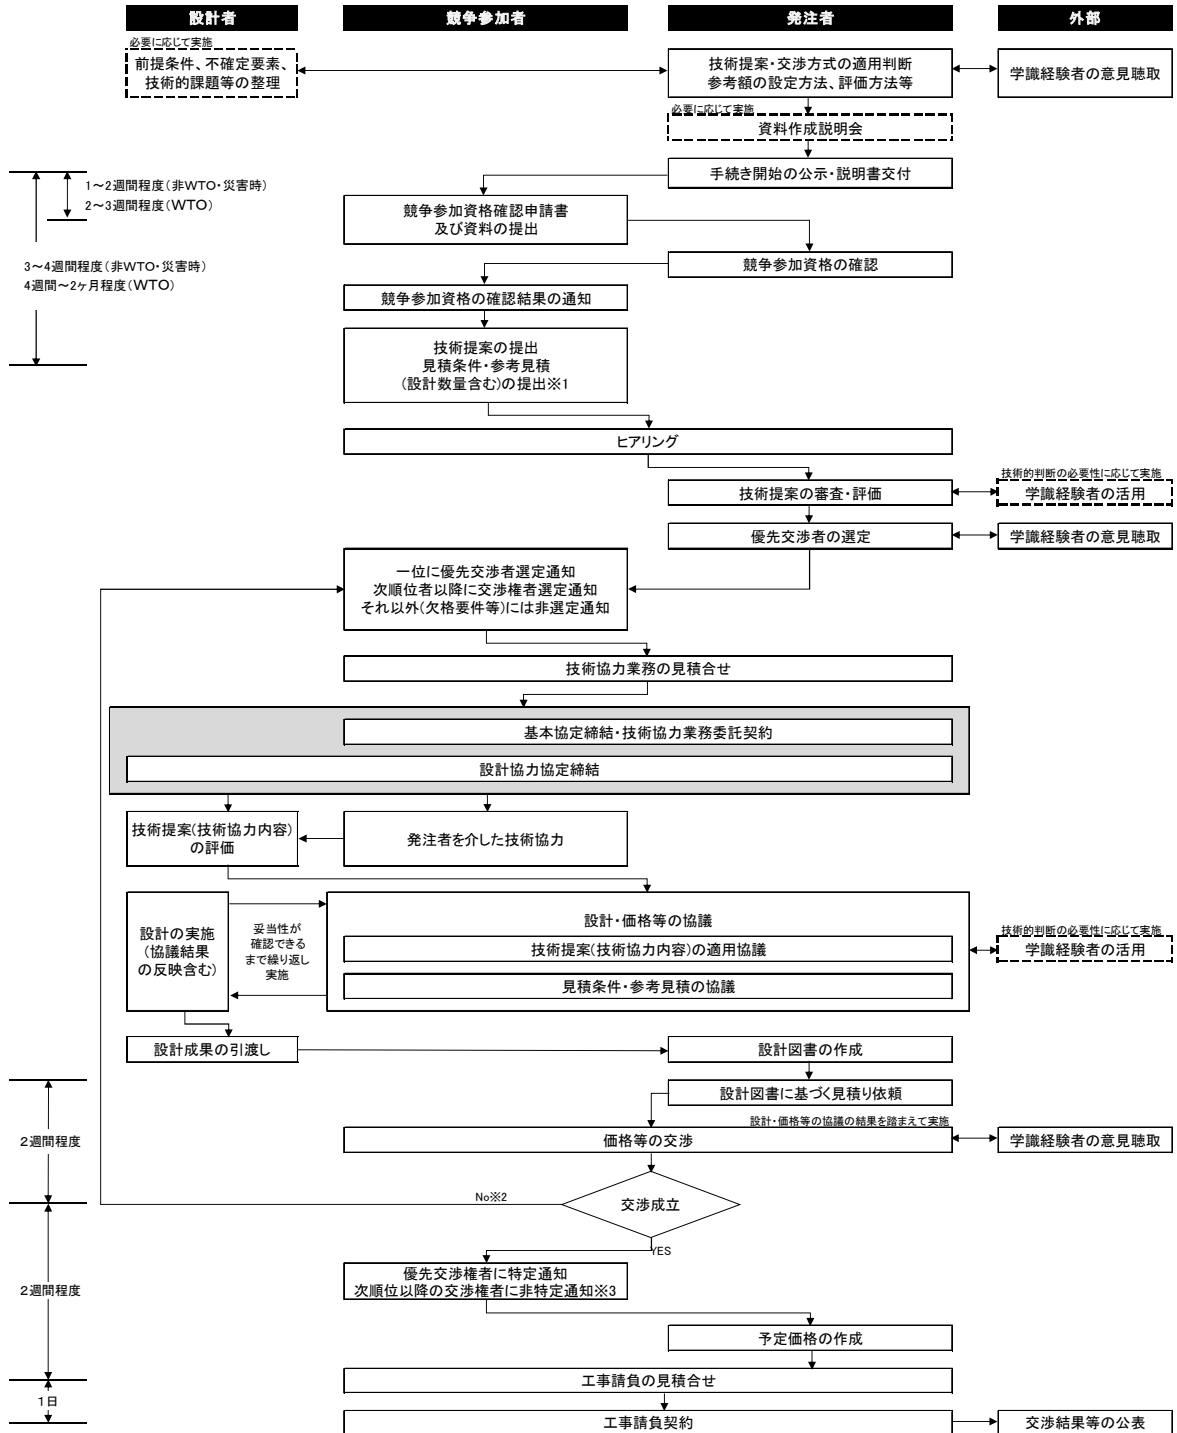 設計者
競争参加者
発注者
外部
必要に応じて実施
前提条件、不確定要素、
技術的課題等の整理
技術提案・交渉方式の適用判断
参考額の設定方法、評価方法等
学識経験者の意見聴取
必要に応じて実施
資料作成説明会
手続き開始の公示・説明書交付
1～2週間程度(非WTO・災害時)
2～3週間程度(WTO)
競争参加資格確認申請書
及び資料の提出
競争参加資格の確認
3～4週間程度(非WTO・災害時)
4週間～2ヶ月程度(WTO)
競争参加資格の確認結果の通知
技術提案の提出
見積条件・参考見積
(設計数量含む)の提出※1
ヒアリング
技術提案の審査・評価
技術的判断の必要性に応じて実施
学識経験者の活用
優先交渉者の選定
学識経験者の意見聴取
一位に優先交渉者選定通知
次順位者以降に交渉権者選定通知
それ以外(欠格要件等)には非選定通知
技術協力業務の見積合せ
基本協定締結・技術協力業務委託契約
設計協力協定締結
技術提案(技術協力内容)
の評価
発注者を介した技術協力
設計の実施
(協議結果
の反映含む)
妥当性が
確認できる
まで繰り返し
実施
設計・価格等の協議
技術提案(技術協力内容)の適用協議
見積条件・参考見積の協議
技術的判断の必要性に応じて実施
学識経験者の活用
設計成果の引渡し
設計図書の作成
設計図書に基づく見積り依頼
設計・価格等の協議の結果を踏まえて実施
価格等の交渉
学識経験者の意見聴取
2週間程度
No※2
交渉成立
YES
優先交渉権者に特定通知
次順位以降の交渉権者に非特定通知※3
2週間程度
予定価格の作成
工事請負の見積合せ
1日
工事請負契約
交渉結果等の公表